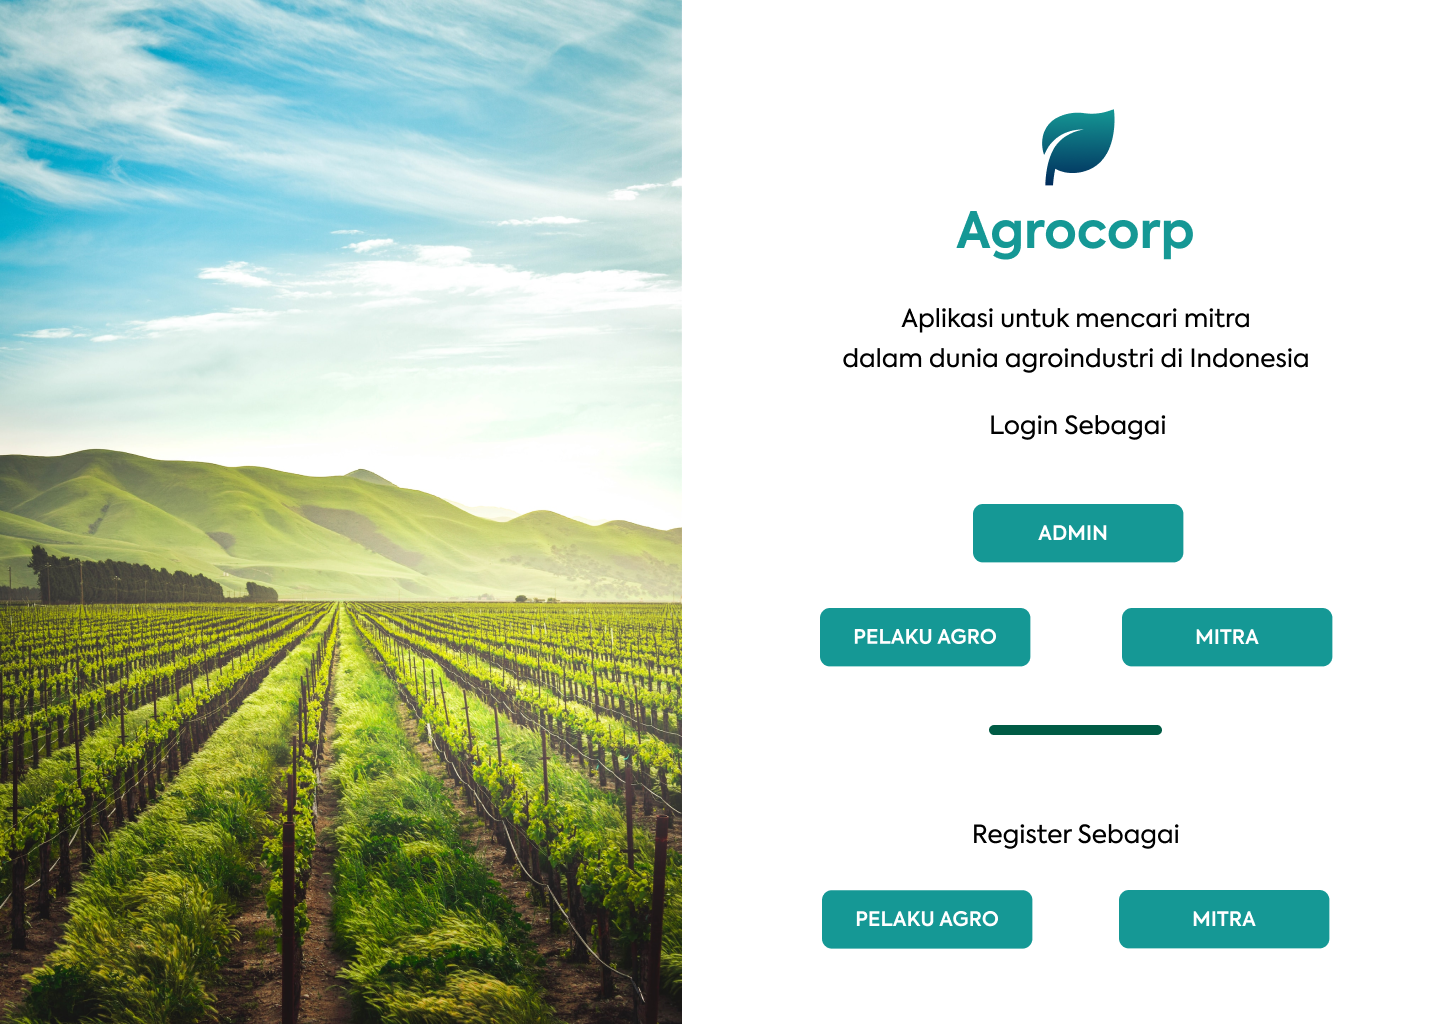 Agrocorp
Aplikasi untuk mencari mitra
dalam dunia agroindustri di Indonesia
Login Sebagai
ADMIN
PELAKU AGRO
MITRA
Register Sebagai
PELAKU AGRO
MITRA